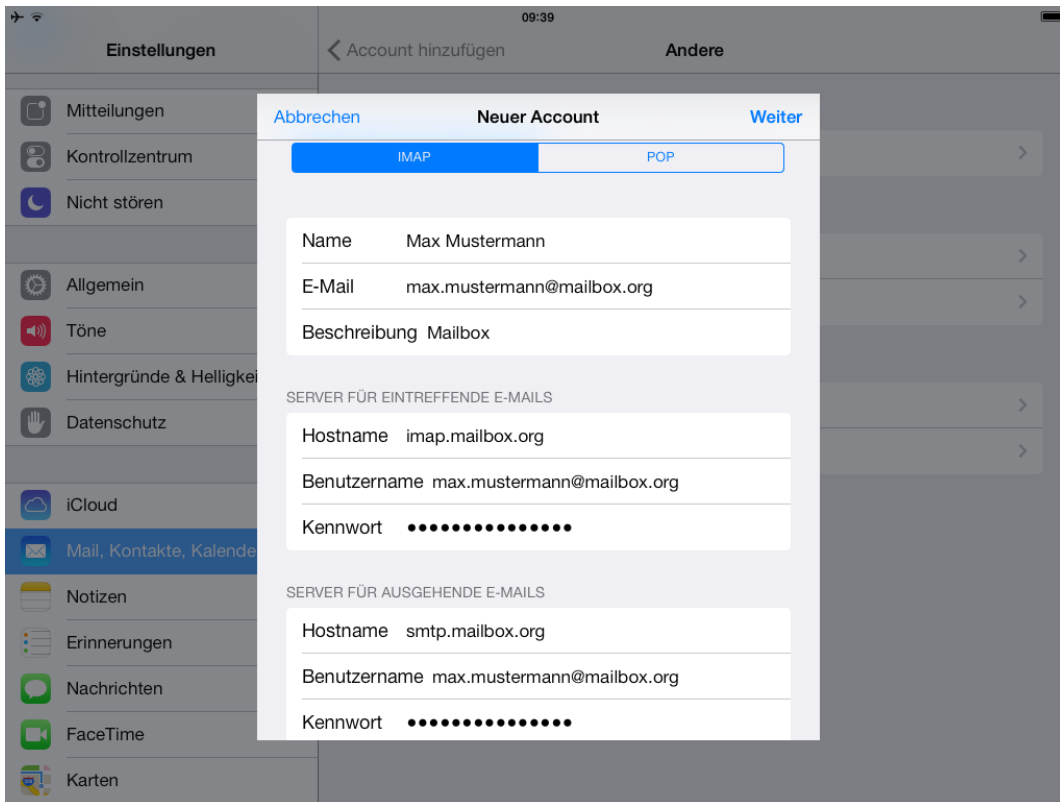 09:39
Einstellungen
Account hinzufügen
Andere
Mitteilungen
Kontrollzentrum
Nicht stören
Allgemein
Töne
Hintergründe & Helligkei
Datenschutz
iCloud
Mail, Kontakte, Kalende
Notizen
Erinnerungen
Nachrichten
FaceTime
Karten
Abbrechen
Neuer Account
Weiter
IMAP
POP
Name Max Mustermann
E-Mail max.mustermann@mailbox.org
Beschreibung Mailbox
SERVER FÜR EINTREFFENDE E-MAILS
Hostname imap.mailbox.org
Benutzername max.mustermann@mailbox.org
Kennwort ●●●●●●●●●●●●●●●
SERVER FÜR AUSGEHENDE E-MAILS
Hostname smtp.mailbox.org
Benutzername max.mustermann@mailbox.org
Kennwort ●●●●●●●●●●●●●●●